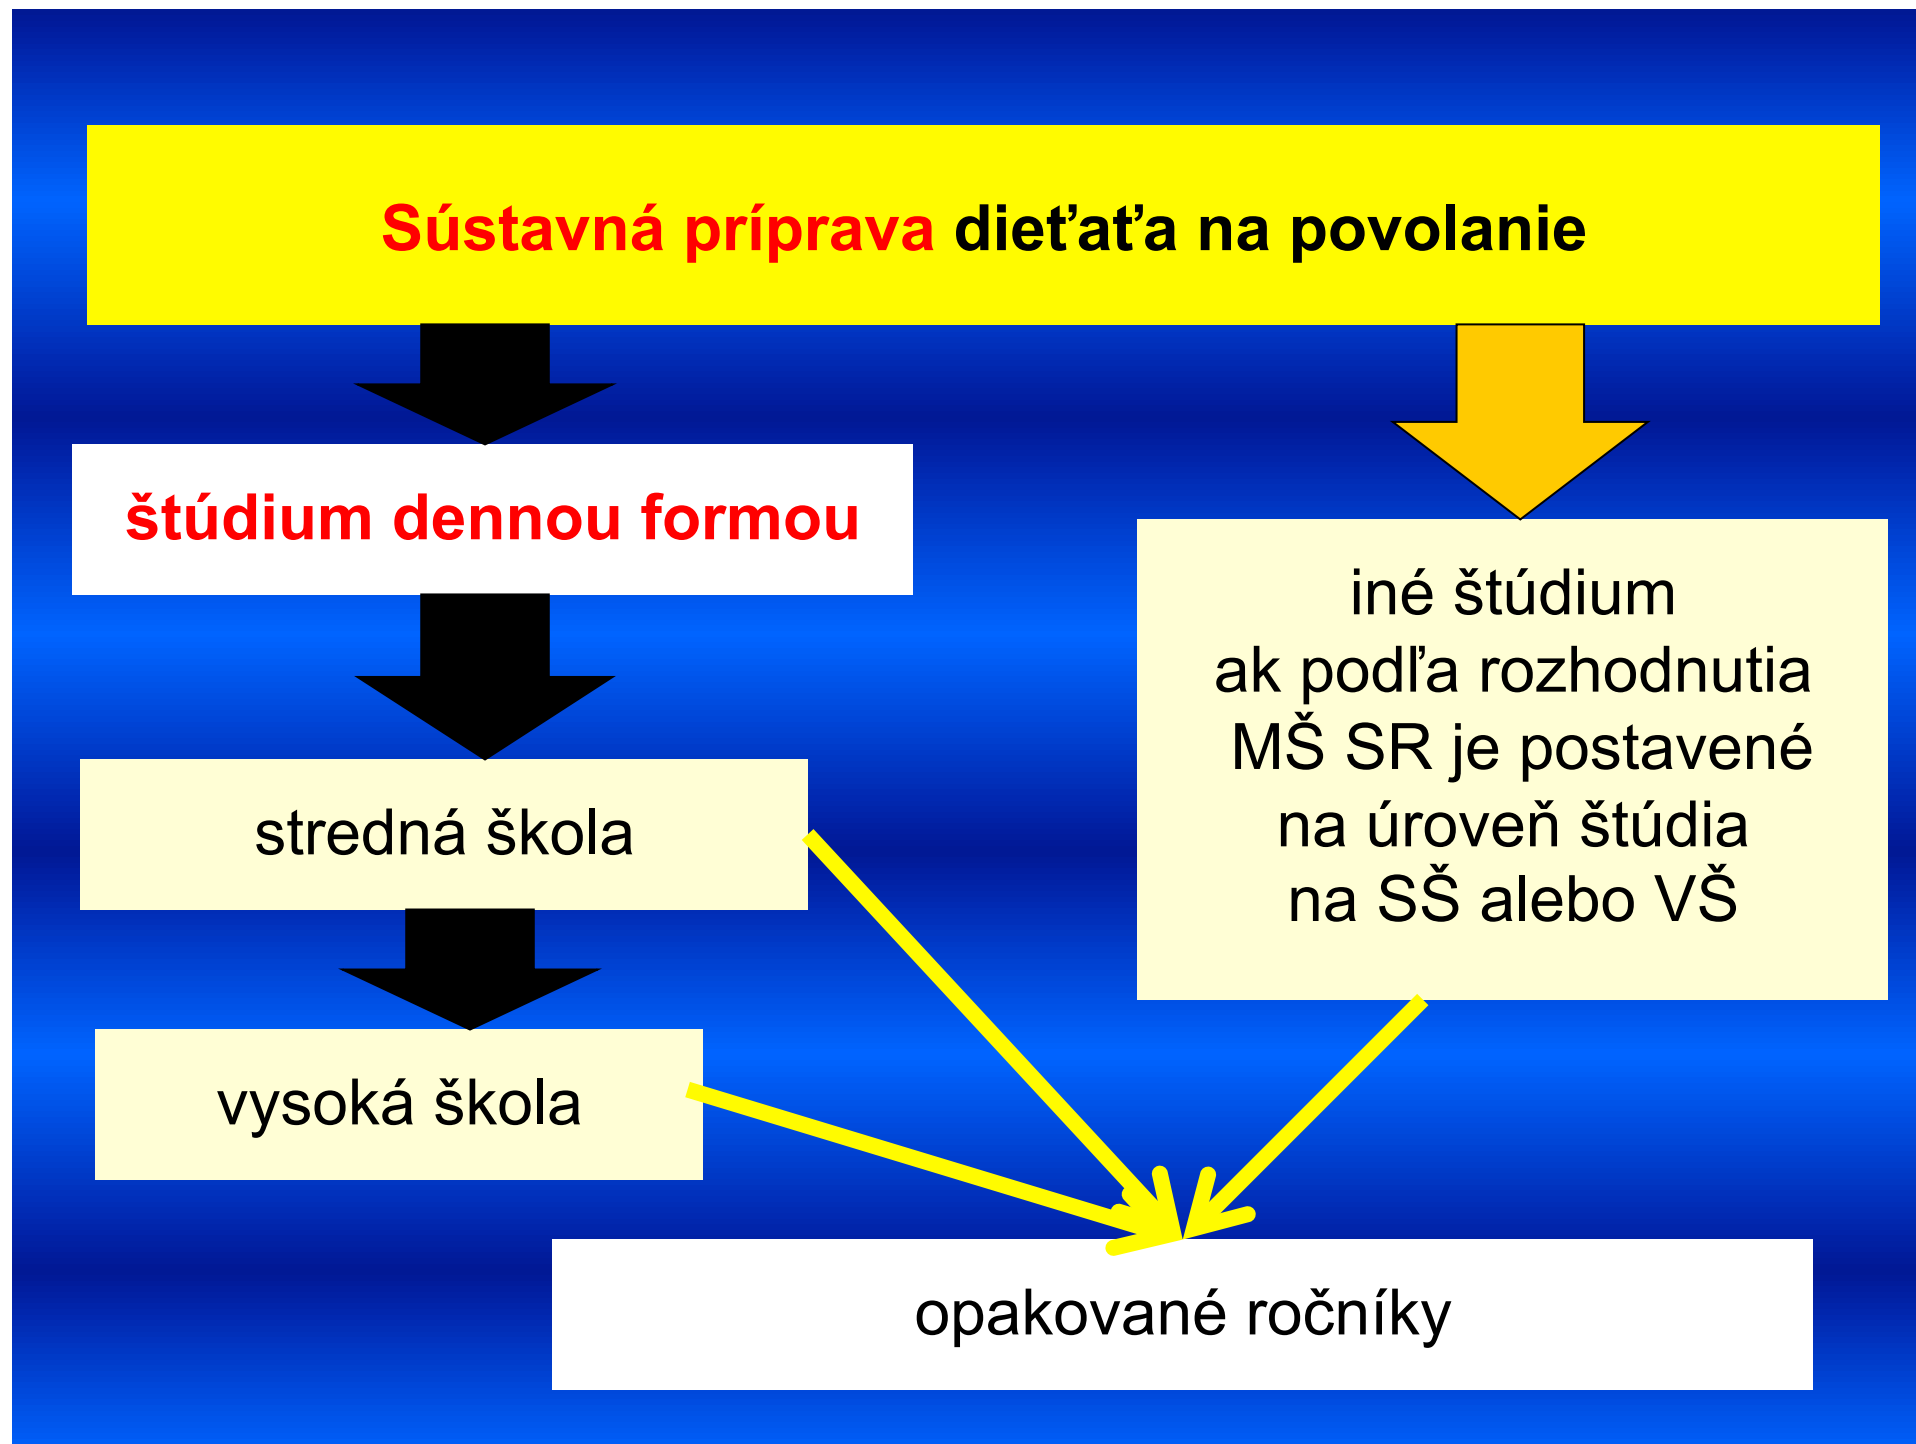 Sústavná príprava dieťaťa na povolanie
štúdium dennou formou
stredná škola
vysoká škola
iné štúdium
ak podľa rozhodnutia
MŠ SR je postavené
na úroveň štúdia
na SŠ alebo VŠ
opakované ročníky